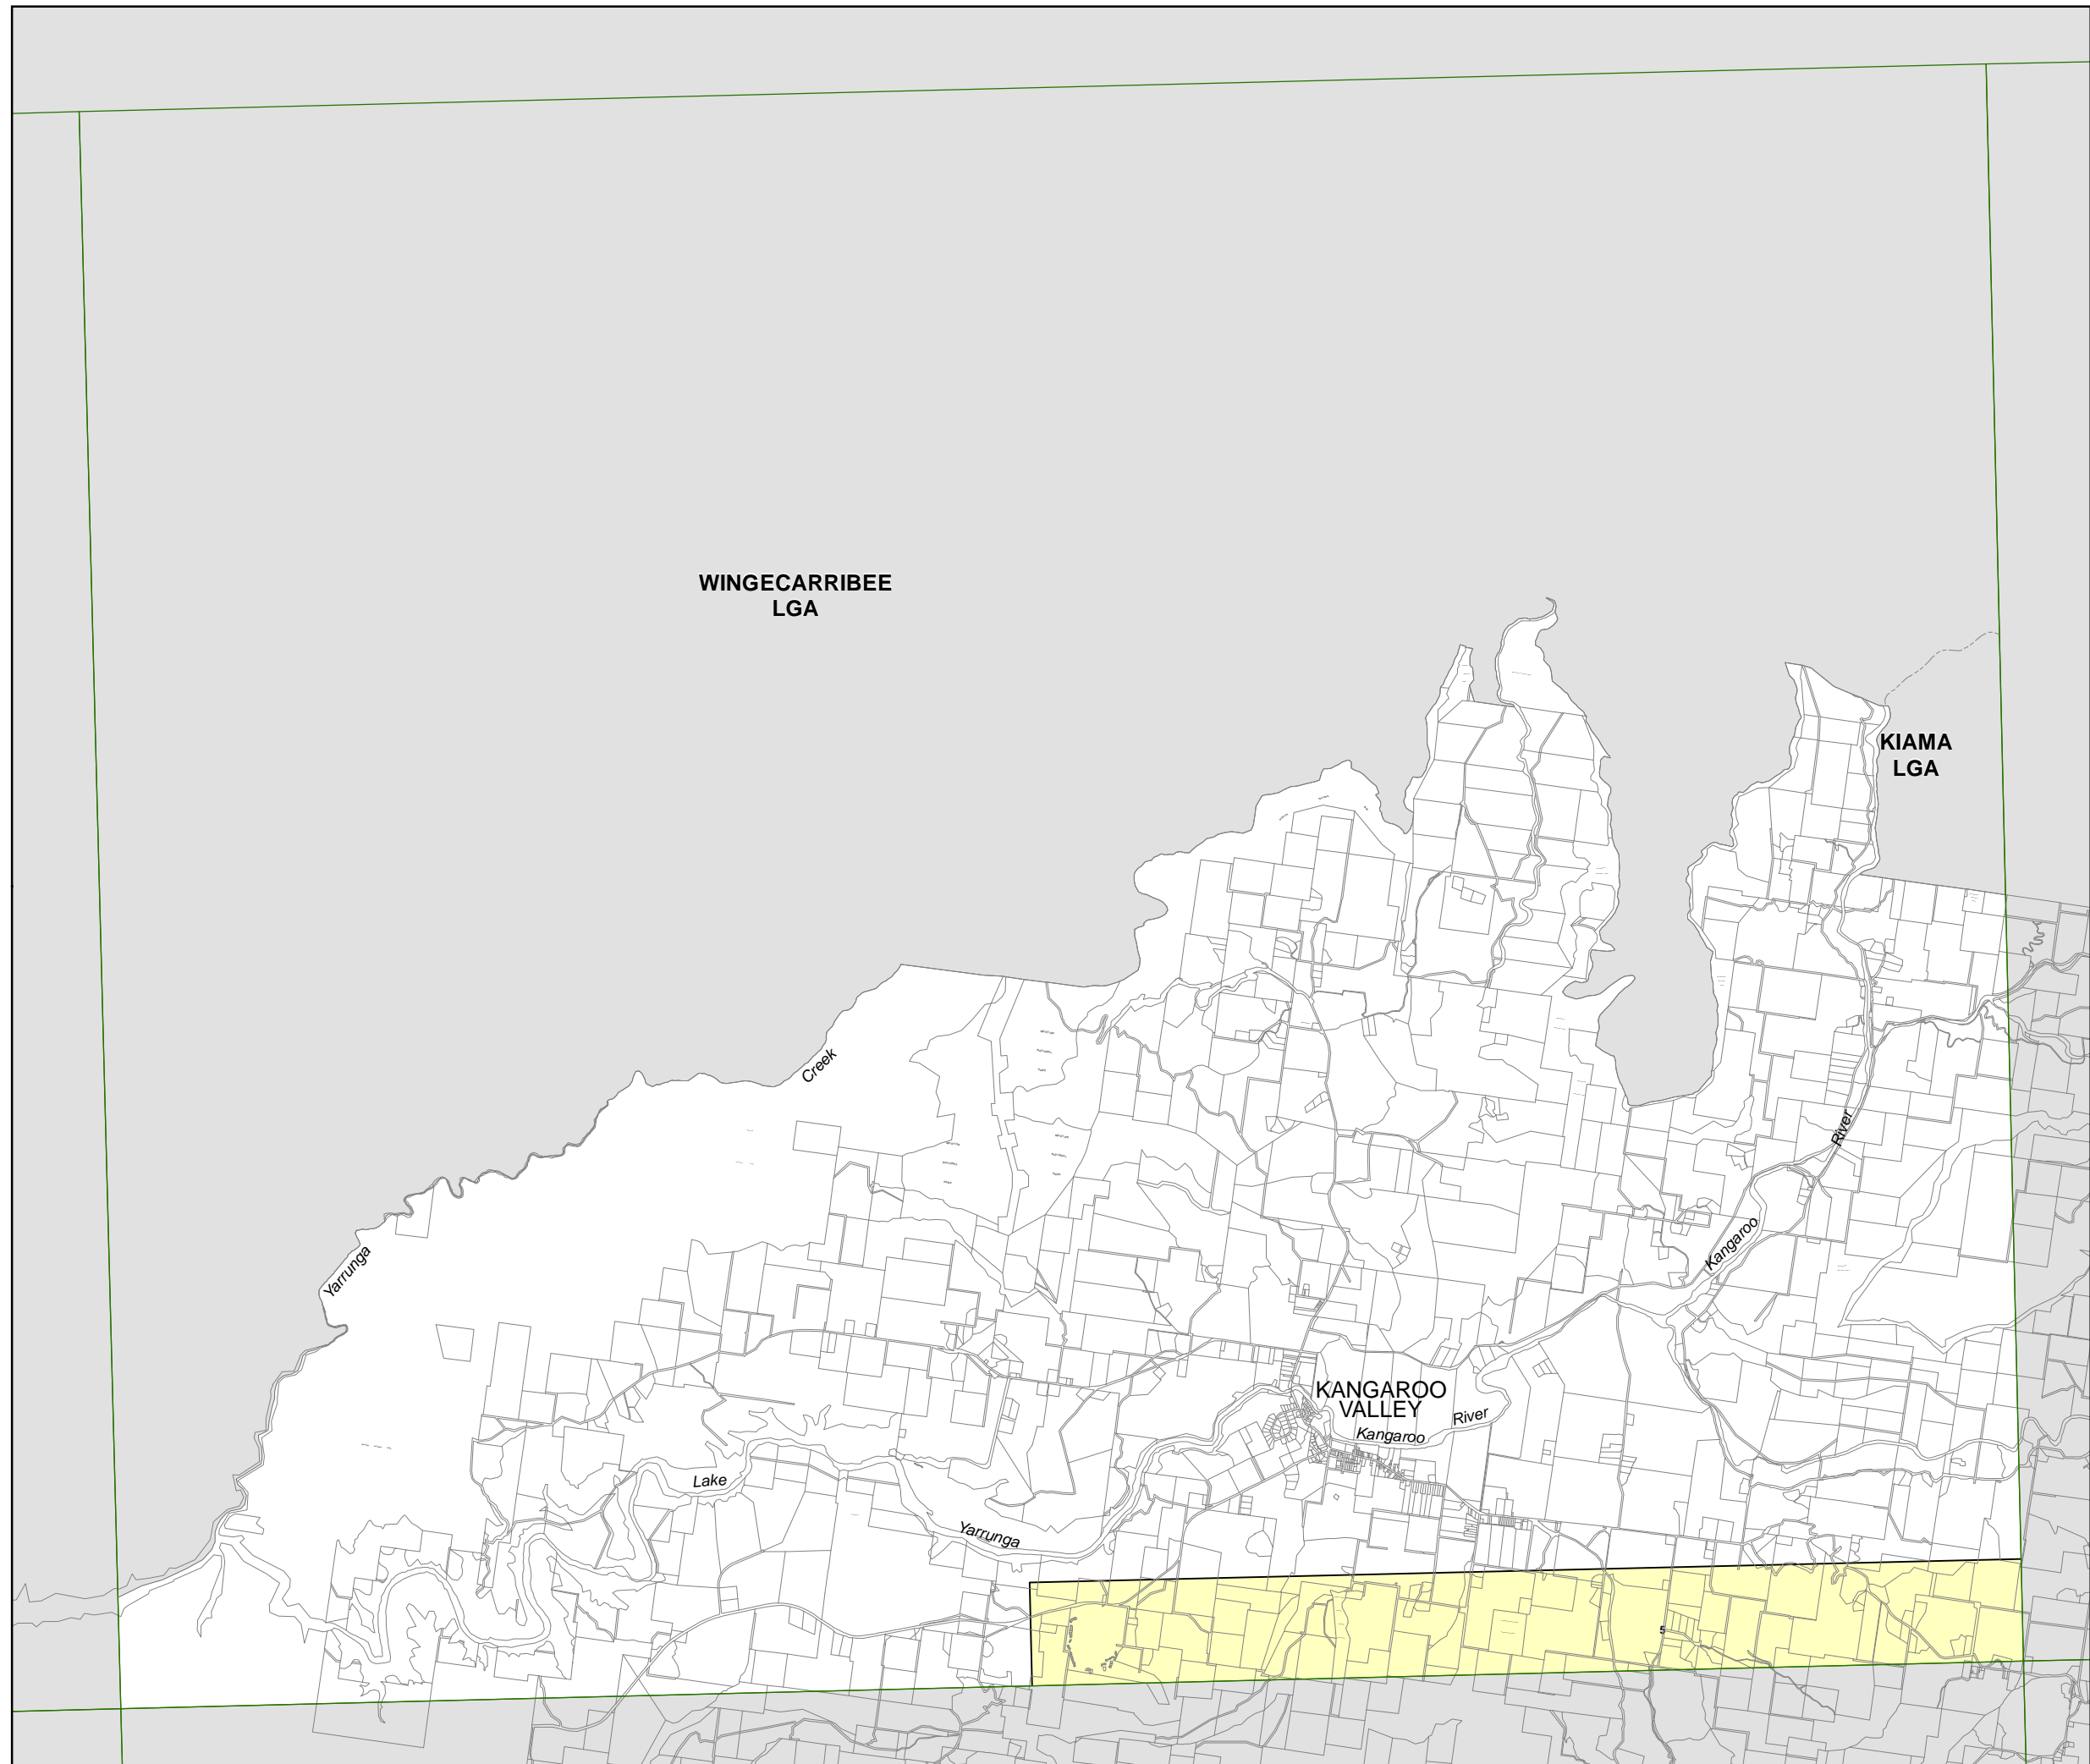 WINGECARRIBEE
LGA
KIAMA
LGA
Creek
River
Yarrunga
Kangaroo
KANGAROO
VALLEY
River
Kangaroo
Lake
Yarrunga
5